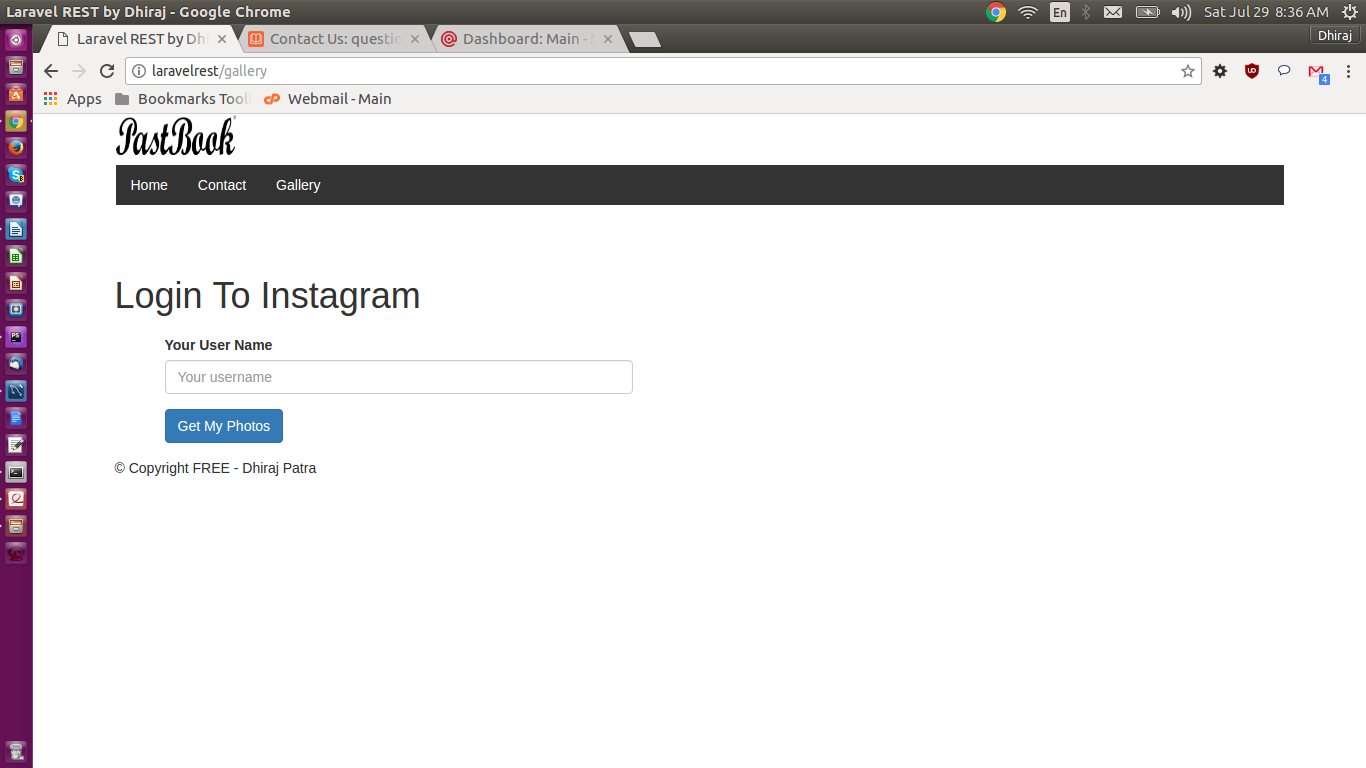 Laravel REST by Dhiraj - Google Chrome
En
Sat Jul 29 8:36 AM
Laravel REST by Dhi
Contact Us: questio
Dashboard: Main -
Dhiraj
laravelrest/gallery
4
Apps
Bookmarks Tool
Webmail - Main
PastBook
Home
Contact
Gallery
Login To Instagram
Your User Name
Your username
Get My Photos
© Copyright FREE - Dhiraj Patra